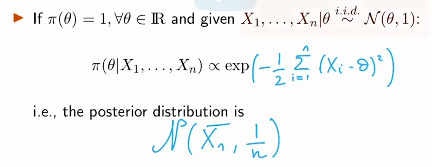 ► If π(θ) = 1, ∀θ ∈ ℝ and given X₁, . . . , Xₙ|θ i.i.d. ∼ 𝒩(θ, 1):
π(θ|X₁, . . . , Xₙ) ∝ exp(−1/2 ∑ᵢ₌₁ⁿ (Xᵢ − θ)²)
i.e., the posterior distribution is
𝒩(X̄ₙ, 1/n)